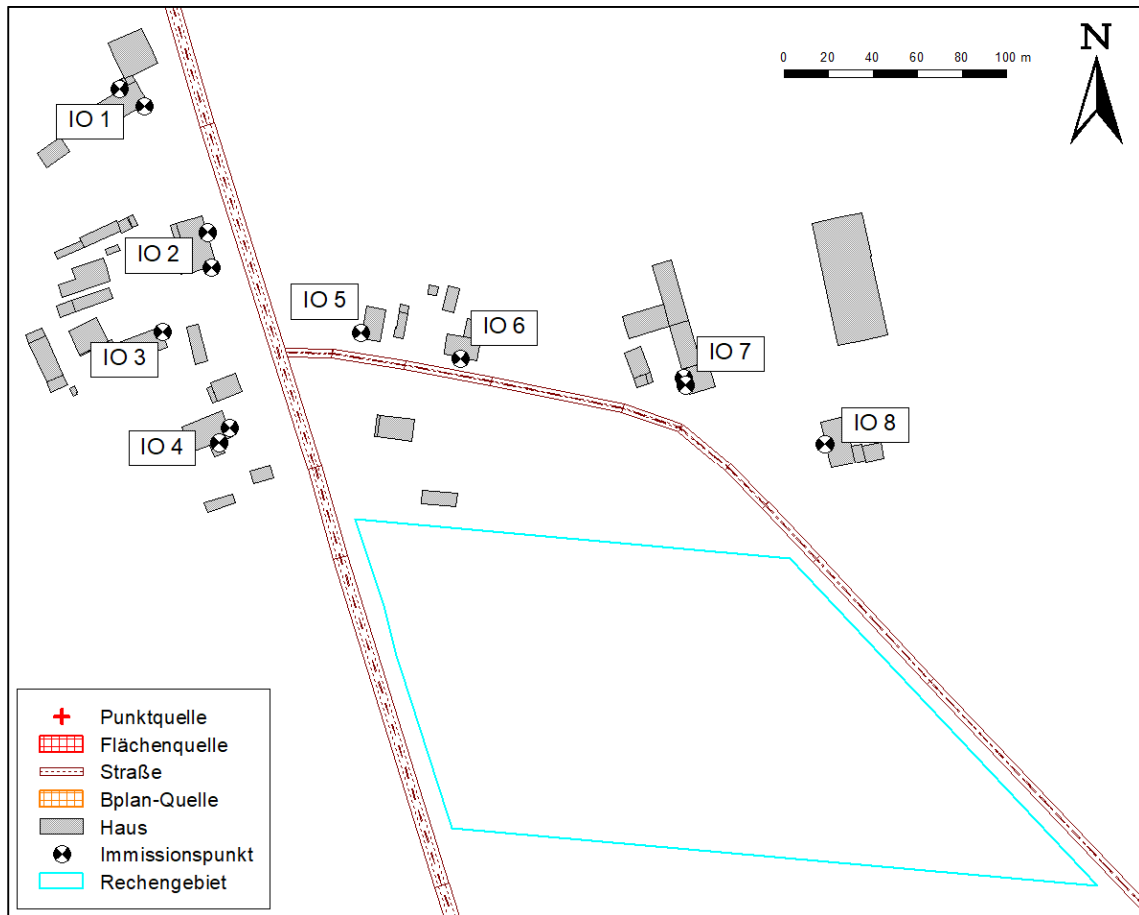 N
0 20 40 60 80 100 m
IO 1
IO 2
IO 5
IO 6
IO 3
IO 7
IO 8
IO 4
Punktquelle
Flächenquelle
Straße
Bplan-Quelle
Haus
Immissionspunkt
Rechengebiet